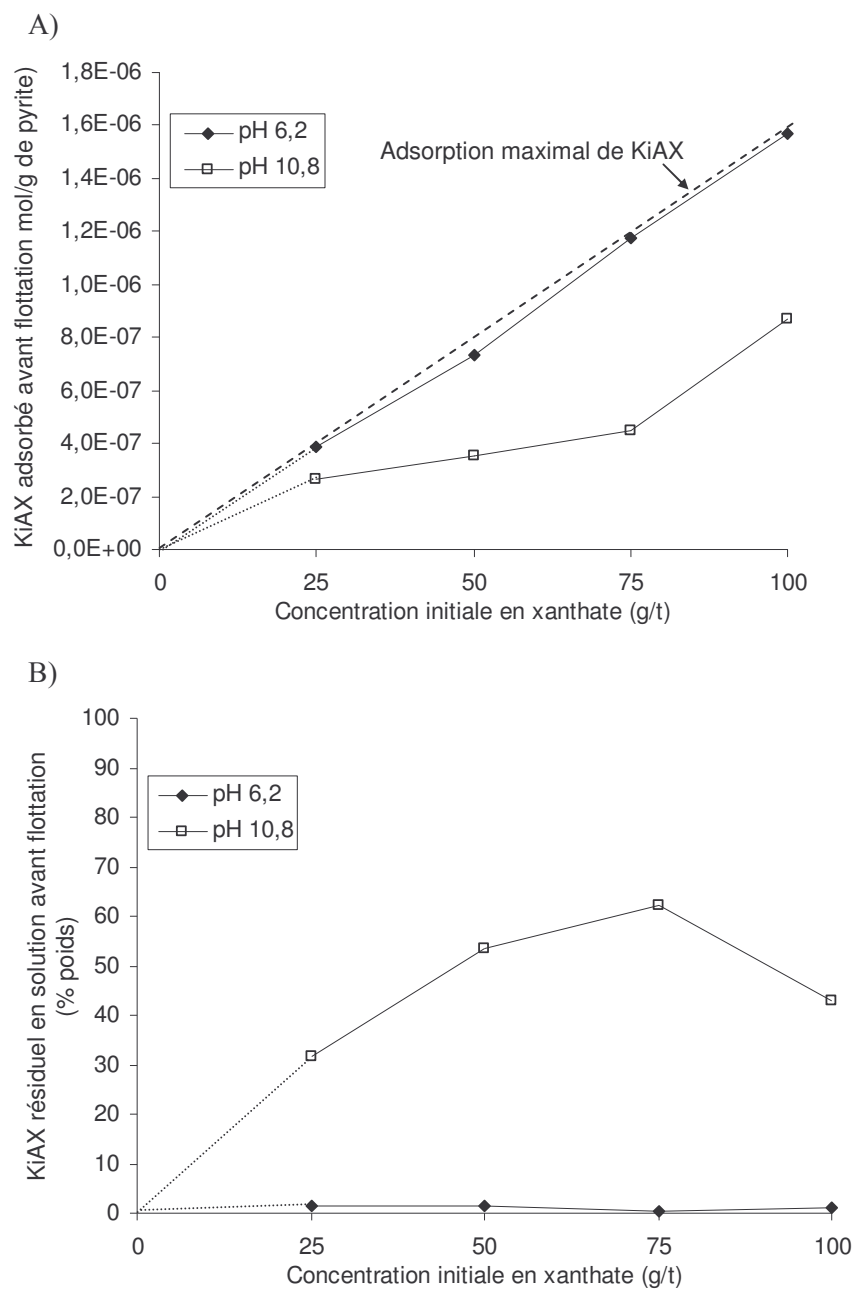 A)
KiAX adsorbé avant flottation mol/g de pyrite)
1,8E-06
1,6E-06
1,4E-06
1,2E-06
1,0E-06
8,0E-07
6,0E-07
4,0E-07
2,0E-07
0,0E+00
pH 6,2
pH 10,8
Adsorption maximal de KiAX
0 25 50 75 100
Concentration initiale en xanthate (g/t)
B)
KiAX résiduel en solution avant flottation
(% poids)
100
90
80
70
60
50
40
30
20
10
0
pH 6,2
pH 10,8
0 25 50 75 100
Concentration initiale en xanthate (g/t)